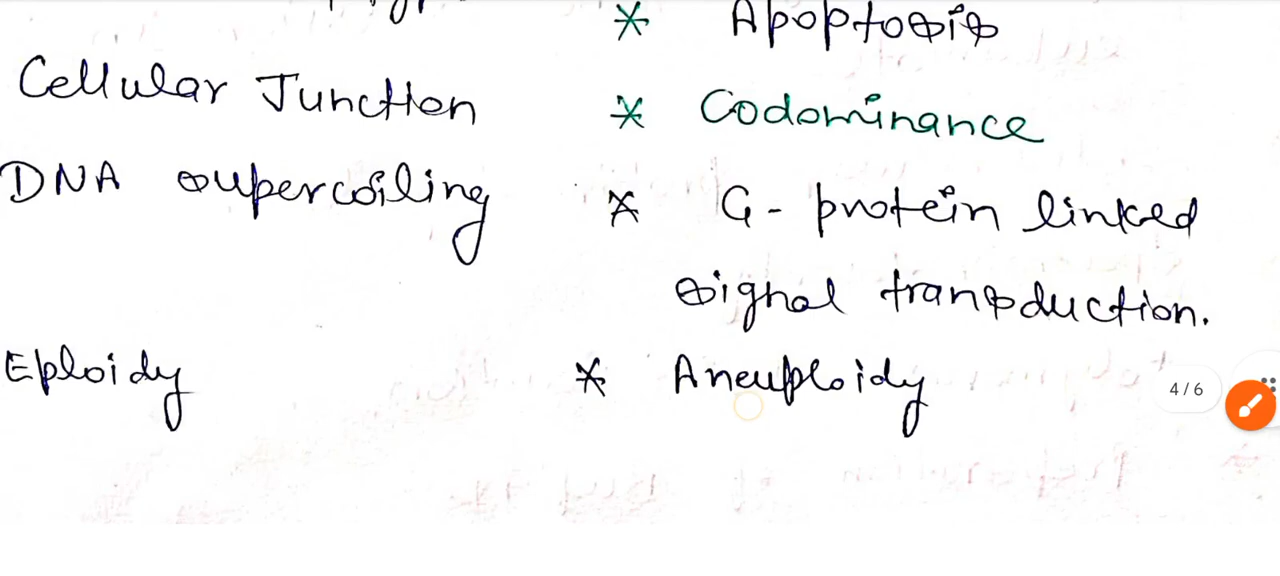 * Apoptosis
Cellular Junction
* Codominance
DNA supercoiling
* G- protein linked
signal transduction.
Eploidy
* Aneuploidy
4 / 6